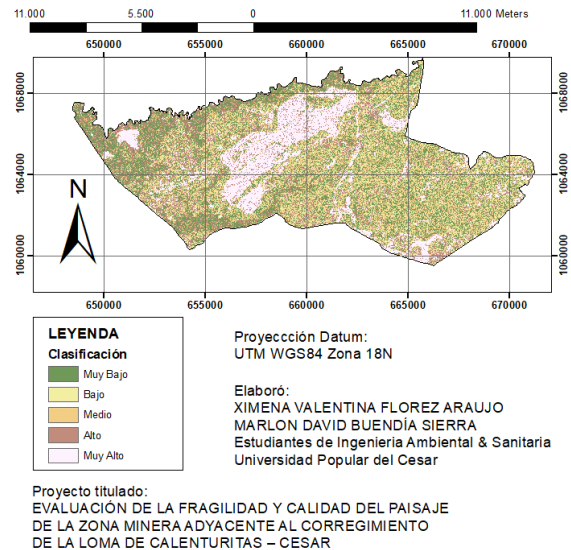 11.000 5.500 0 11.000 Meters
650000 655000 660000 665000 670000
1068000 1068000
1064000 1064000
N
1060000 1060000
650000 655000 660000 665000 670000
LEYENDA
Clasificación
Muy Bajo
Bajo
Medio
Alto
Muy Alto
Proyeccción Datum:
UTM WGS84 Zona 18N
Elaboró:
XIMENA VALENTINA FLOREZ ARAUJO
MARLON DAVID BUENDÍA SIERRA
Estudiantes de Ingenieria Ambiental & Sanitaria
Universidad Popular del Cesar
Proyecto titulado:
EVALUACIÓN DE LA FRAGILIDAD Y CALIDAD DEL PAISAJE
DE LA ZONA MINERA ADYACENTE AL CORREGIMIENTO
DE LA LOMA DE CALENTURITAS – CESAR